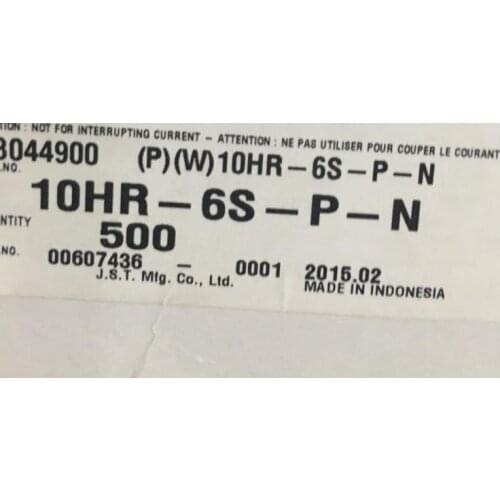 : NOT FOR INTERRUPTING CURRENT – ATTENTION : NE PAS UTILISER POUR COUPER LE COURANT
3044900 (P)(W)10HR–6S–P–N
.NO.
10HR–6S–P–N
NTITY 500
NO. 00607436 – 0001 2015.02
J.S.T. Mfg. Co., Ltd. MADE IN INDONESIA